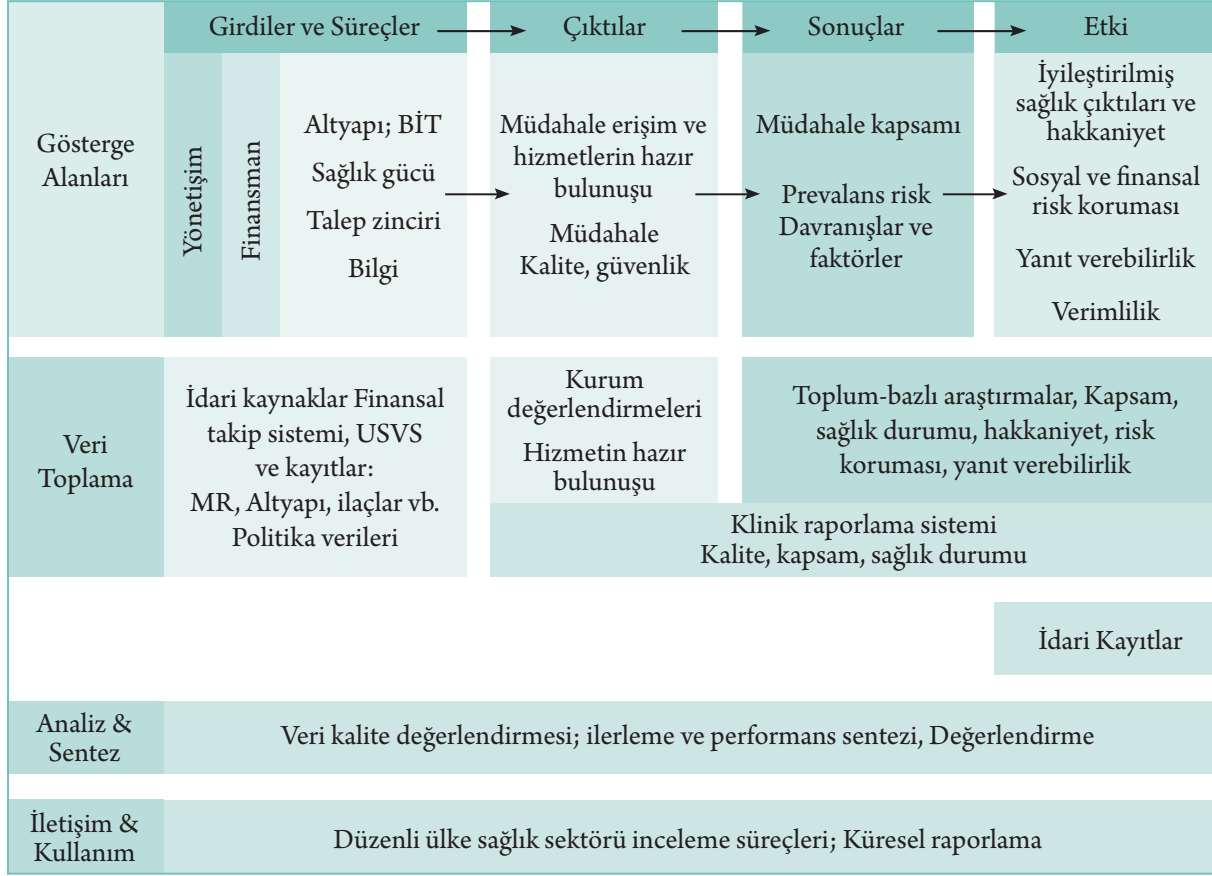 Girdiler ve Süreçler
Çıktılar
Sonuçlar
Etki
Gösterge
Alanları
Yönetişim
Finansman
Altyapı; BİT
Sağlık gücü
Talep zinciri
Bilgi
Müdahale erişim ve
hizmetlerin hazır
bulunuşu
Müdahale
Kalite, güvenlik
Müdahale kapsamı
Prevalans risk
Davranışlar ve
faktörler
İyileştirilmiş
sağlık çıktıları ve
hakkaniyet
Sosyal ve finansal
risk koruması
Yanıt verebilirlik
Verimlilik
Veri
Toplama
İdari kaynaklar Finansal
takip sistemi, USVS
ve kayıtlar:
MR, Altyapı, ilaçlar vb.
Politika verileri
Kurum
değerlendirmeleri
Hizmetin hazır
bulunuşu
Toplum-bazlı araştırmalar, Kapsam,
sağlık durumu, hakkaniyet, risk
koruması, yanıt verebilirlik
Klinik raporlama sistemi
Kalite, kapsam, sağlık durumu
İdari Kayıtlar
Analiz &
Sentez
Veri kalite değerlendirmesi; ilerleme ve performans sentezi, Değerlendirme
İletişim &
Kullanım
Düzenli ülke sağlık sektörü inceleme süreçleri; Küresel raporlama